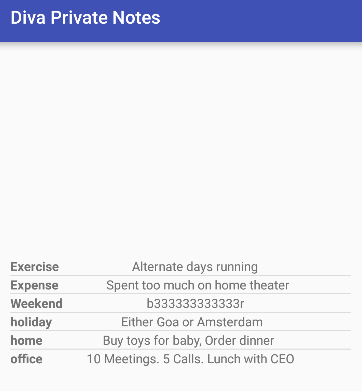 Diva Private Notes
Exercise Alternate days running
Expense Spent too much on home theater
Weekend b333333333333r
holiday Either Goa or Amsterdam
home Buy toys for baby, Order dinner
office 10 Meetings. 5 Calls. Lunch with CEO